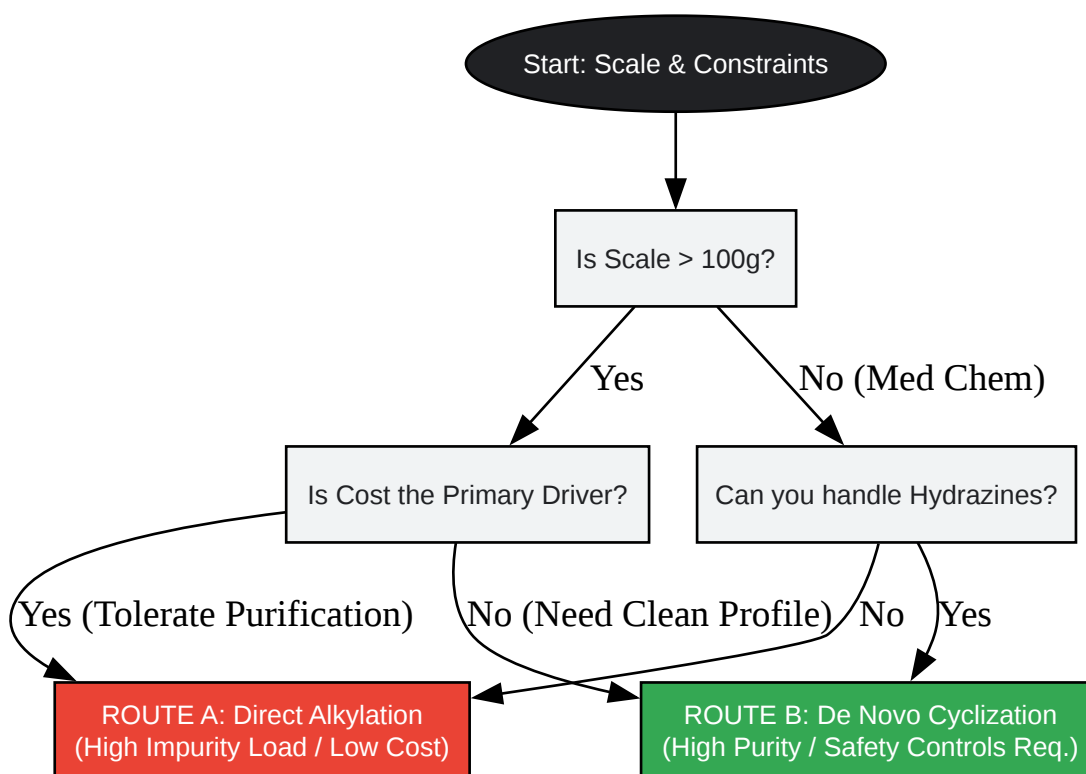 Start: Scale & Constraints
Is Scale > 100g?
Yes
No (Med Chem)
Is Cost the Primary Driver?
Can you handle Hydrazines?
Yes (Tolerate Purification)
No (Need Clean Profile)
No
Yes
ROUTE A: Direct Alkylation
(High Impurity Load / Low Cost)
ROUTE B: De Novo Cyclization
(High Purity / Safety Controls Req.)